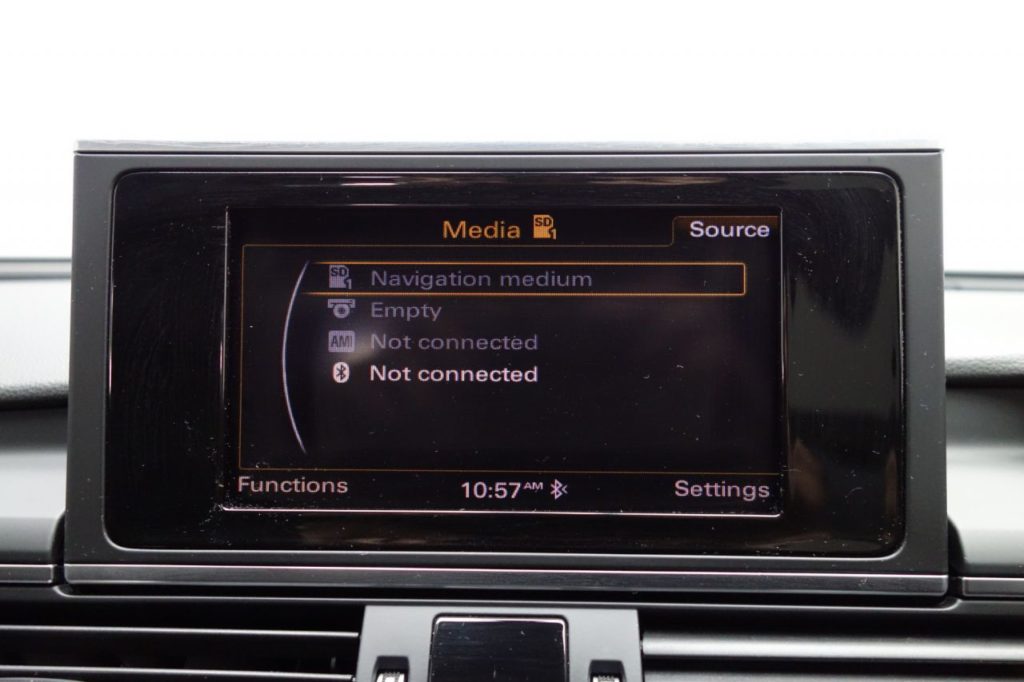 Media SD 1
Source
SD 1 Navigation medium
Empty
AMI Not connected
Not connected
Functions
10:57 AM
Settings